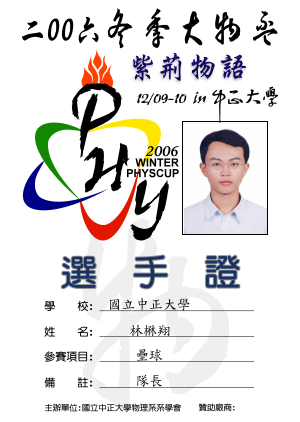 二00六冬季大物盃
紫荊物語
12/09-10 in 中正大學
PHY
2006
WINTER
PHYSCUP
選手證
學 校: 國立中正大學
姓 名: 林楙翔
參賽項目: 壘球
備 註: 隊長
主辦單位:國立中正大學物理系系學會 贊助廠商:
物